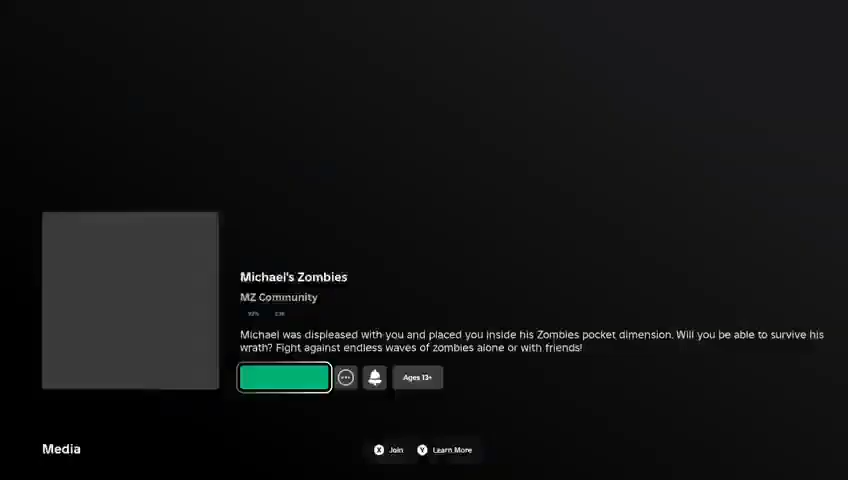 Michael's Zombies
MZ Community
93%
Michael was displeased with you and placed you inside his Zombies pocket dimension. Will you be able to survive his
wrath? Fight against endless waves of zombies alone or with friends!
Ages 13+
Media
X Join Y Learn More